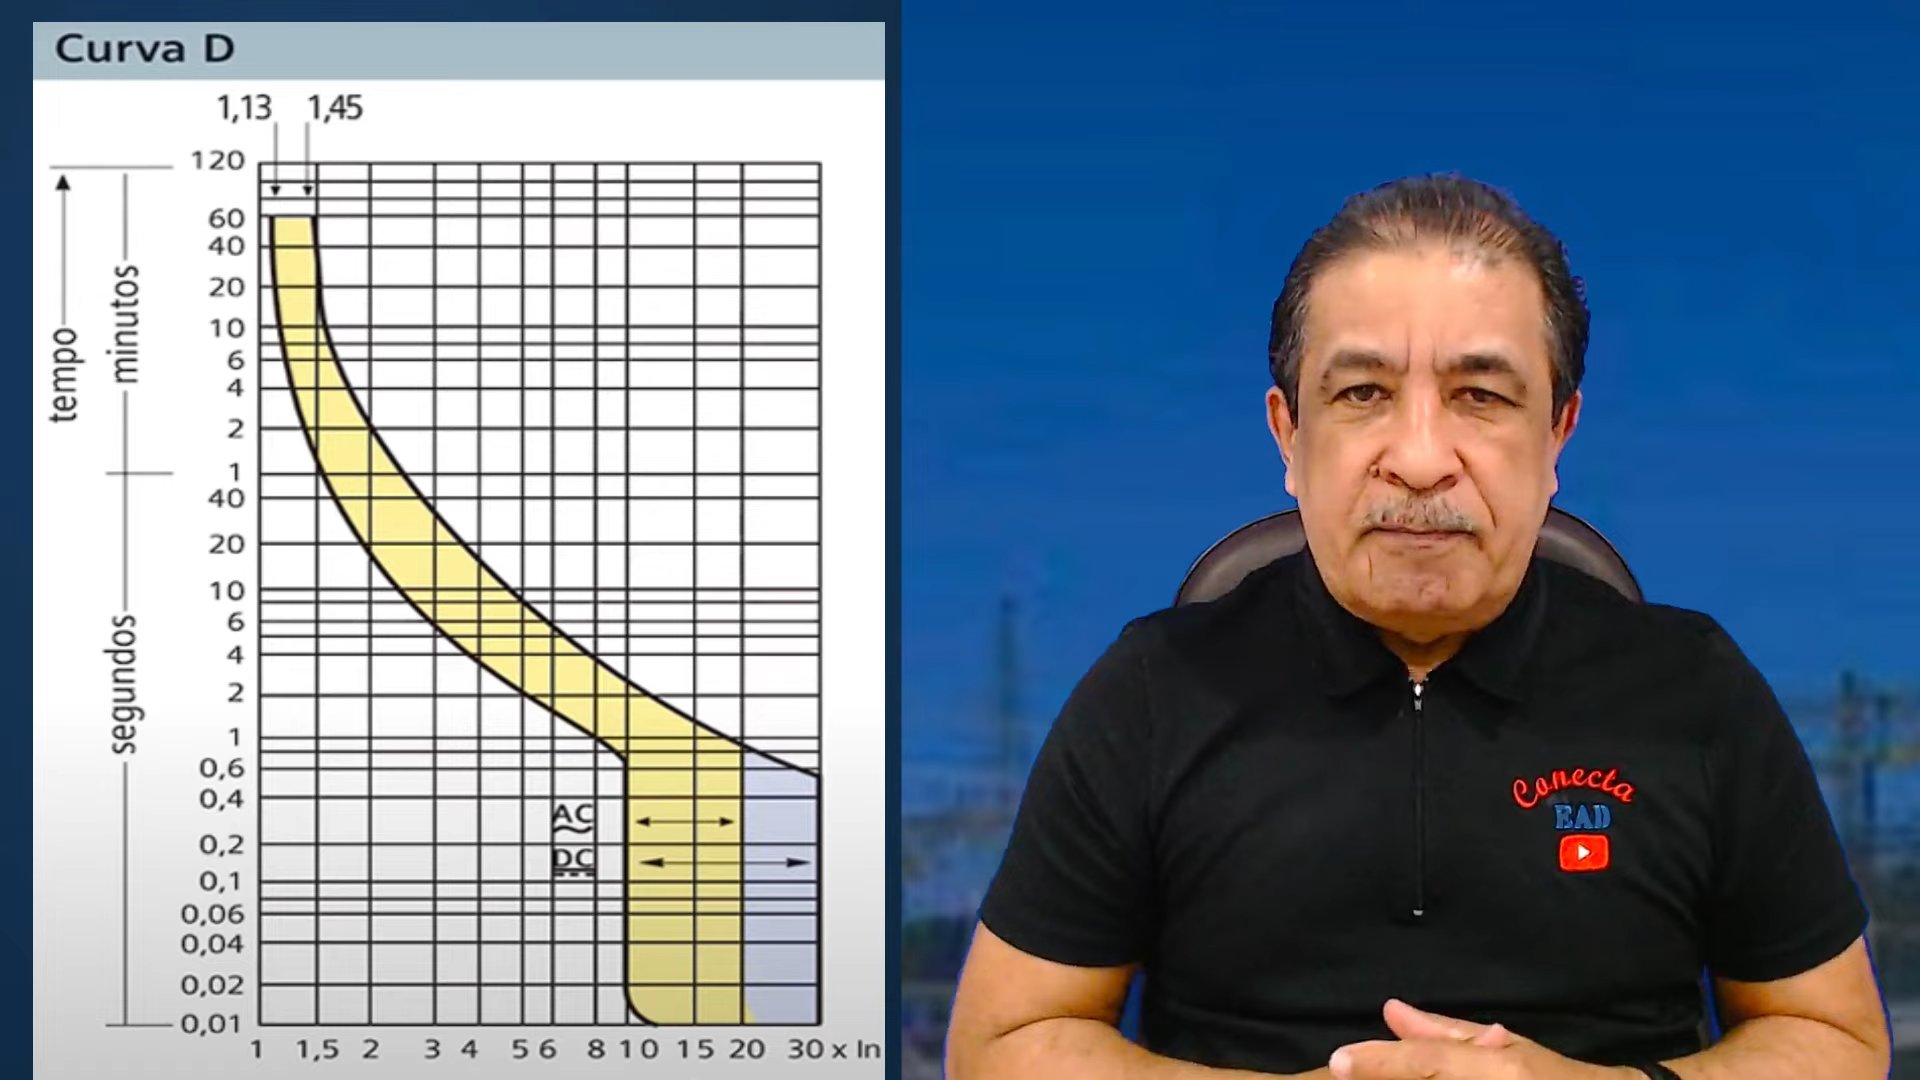 Curva D
1,13 1,45
tempo
minutos
segundos
120
60
40
20
10
6
4
2
1
40
20
10
6
4
2
1
0,6
0,4
0,2
0,1
0,06
0,04
0,02
0,01
AC
DC
1 1,5 2 3 4 5 6 8 10 15 20 30 x In
Conecta
EAD